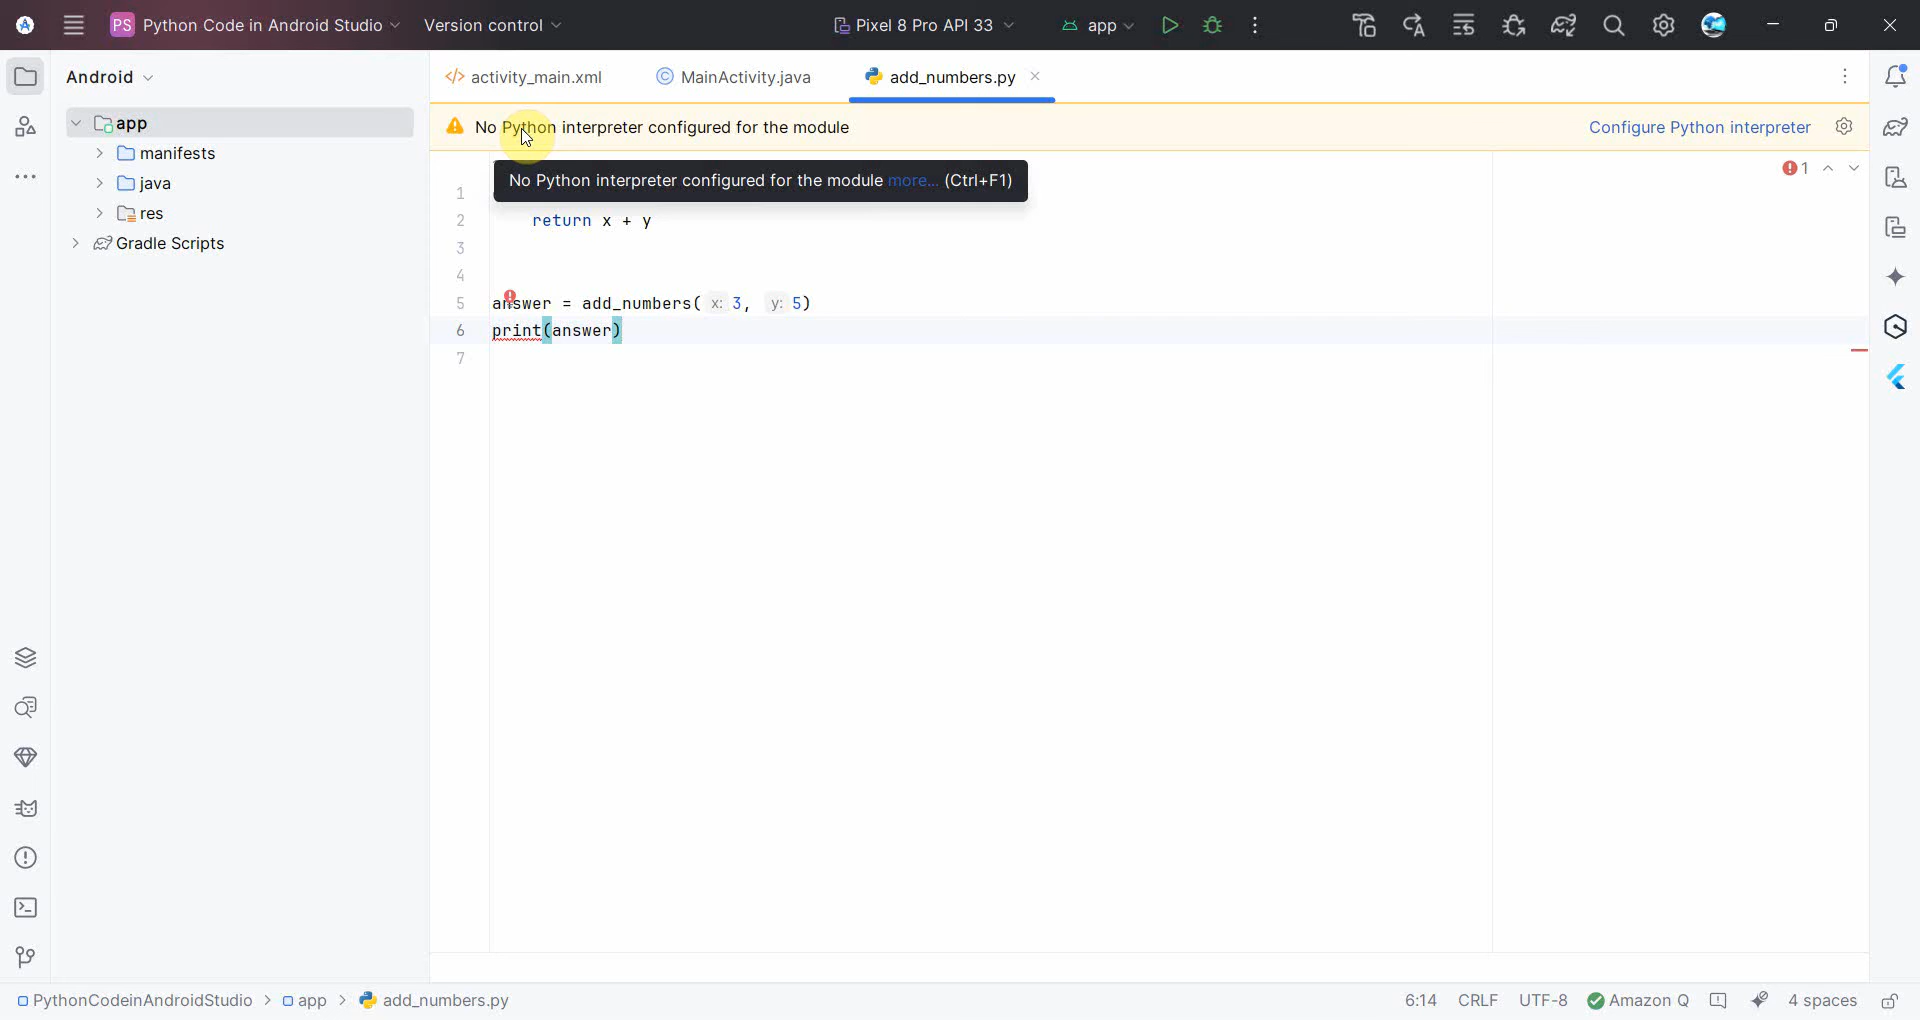 PS Python Code in Android Studio Version control Pixel 8 Pro API 33 app
Android
activity_main.xml MainActivity.java add_numbers.py
app
manifests
java
res
Gradle Scripts
No Python interpreter configured for the module Configure Python interpreter
No Python interpreter configured for the module more... (Ctrl+F1)
1
1
2 return x + y
3
4
5 answer = add_numbers( x: 3, y: 5)
6 print(answer)
7
PythonCodeinAndroidStudio > app > add_numbers.py 6:14 CRLF UTF-8 Amazon Q 4 spaces